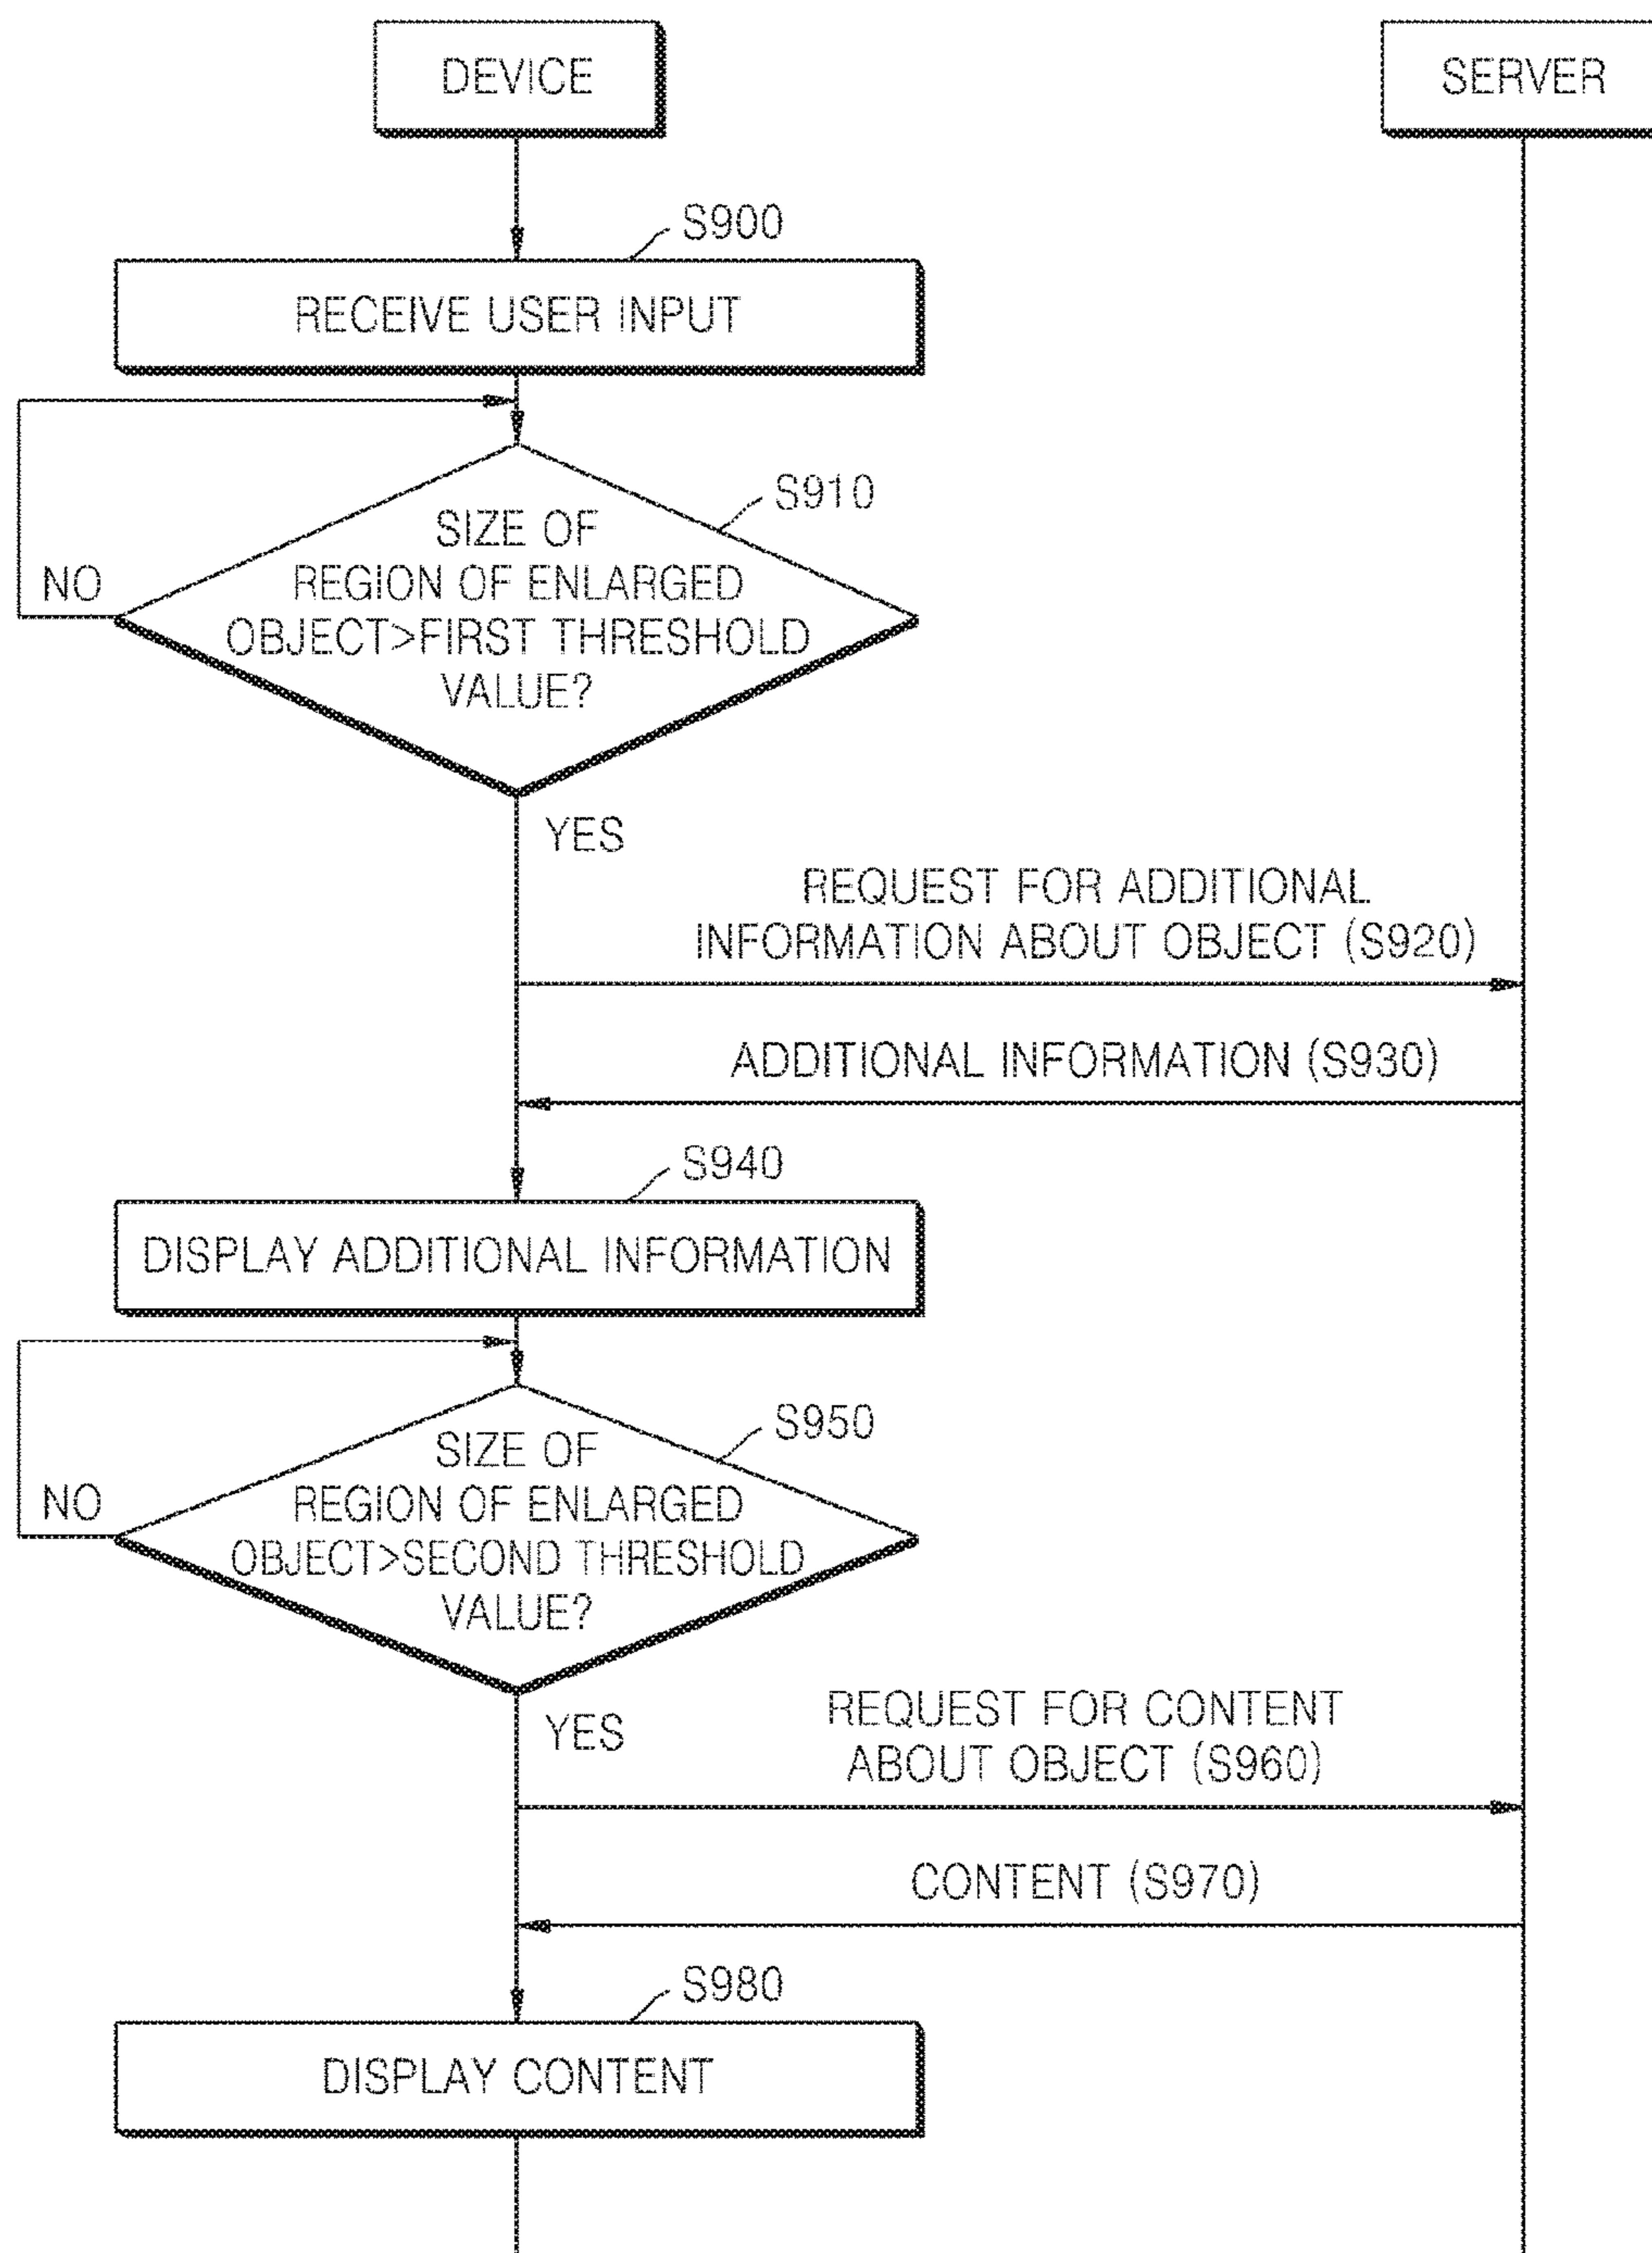 DEVICE
SERVER
S900
RECEIVE USER INPUT
S910
SIZE OF
REGION OF ENLARGED
OBJECT>FIRST THRESHOLD
VALUE?
NO
YES
REQUEST FOR ADDITIONAL
INFORMATION ABOUT OBJECT (S920)
ADDITIONAL INFORMATION (S930)
S940
DISPLAY ADDITIONAL INFORMATION
S950
SIZE OF
REGION OF ENLARGED
OBJECT>SECOND THRESHOLD
VALUE?
NO
YES
REQUEST FOR CONTENT
ABOUT OBJECT (S960)
CONTENT (S970)
S980
DISPLAY CONTENT